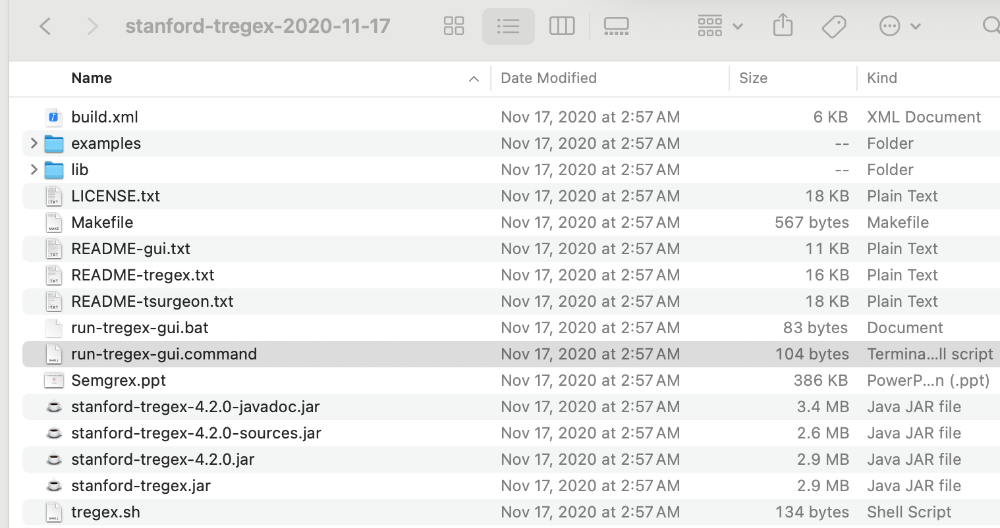 stanford-tregex-2020-11-17
Name Date Modified Size Kind
build.xml Nov 17, 2020 at 2:57 AM 6 KB XML Document
examples Nov 17, 2020 at 2:57 AM -- Folder
lib Nov 17, 2020 at 2:57 AM -- Folder
TXT LICENSE.txt Nov 17, 2020 at 2:57 AM 18 KB Plain Text
MAKE Makefile Nov 17, 2020 at 2:57 AM 567 bytes Makefile
TXT README-gui.txt Nov 17, 2020 at 2:57 AM 11 KB Plain Text
TXT README-tregex.txt Nov 17, 2020 at 2:57 AM 16 KB Plain Text
TXT README-tsurgeon.txt Nov 17, 2020 at 2:57 AM 18 KB Plain Text
run-tregex-gui.bat Nov 17, 2020 at 2:57 AM 83 bytes Document
SHELL run-tregex-gui.command Nov 17, 2020 at 2:57 AM 104 bytes Termina...ll script
Semgrex.ppt Nov 17, 2020 at 2:57 AM 386 KB PowerP...n (.ppt)
stanford-tregex-4.2.0-javadoc.jar Nov 17, 2020 at 2:57 AM 3.4 MB Java JAR file
stanford-tregex-4.2.0-sources.jar Nov 17, 2020 at 2:57 AM 2.6 MB Java JAR file
stanford-tregex-4.2.0.jar Nov 17, 2020 at 2:57 AM 2.9 MB Java JAR file
stanford-tregex.jar Nov 17, 2020 at 2:57 AM 2.9 MB Java JAR file
SHELL tregex.sh Nov 17, 2020 at 2:57 AM 134 bytes Shell Script